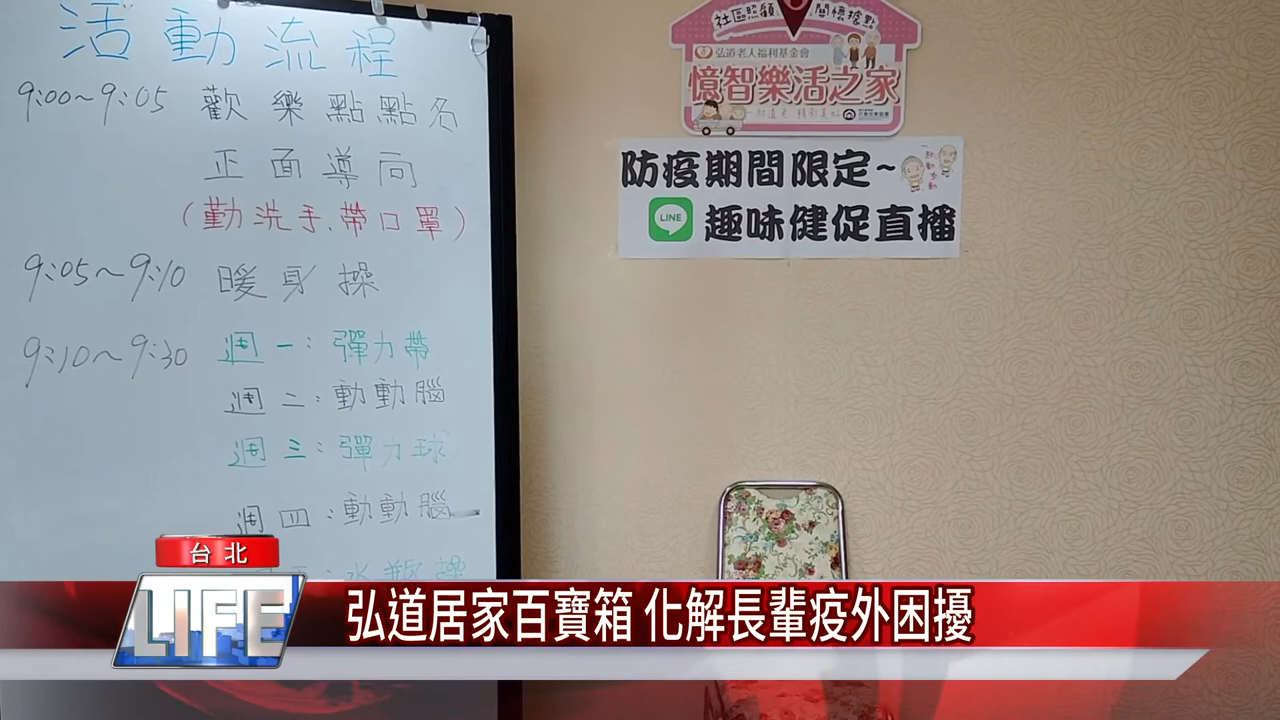 活動流程
9:00~9:05 歡樂點點名
正面導向
(勤洗手、帶口罩)
9:05~9:10 暖身操
9:10~9:30 週一:彈力帶
週二:動動腦
週三:彈力球
週四:動動腦
社區照顧 關懷據點
弘道老人福利基金會
憶智樂活之家
防疫期間限定~
LINE 趣味健促直播
台北
LIFE
弘道居家百寶箱 化解長輩疫外困擾